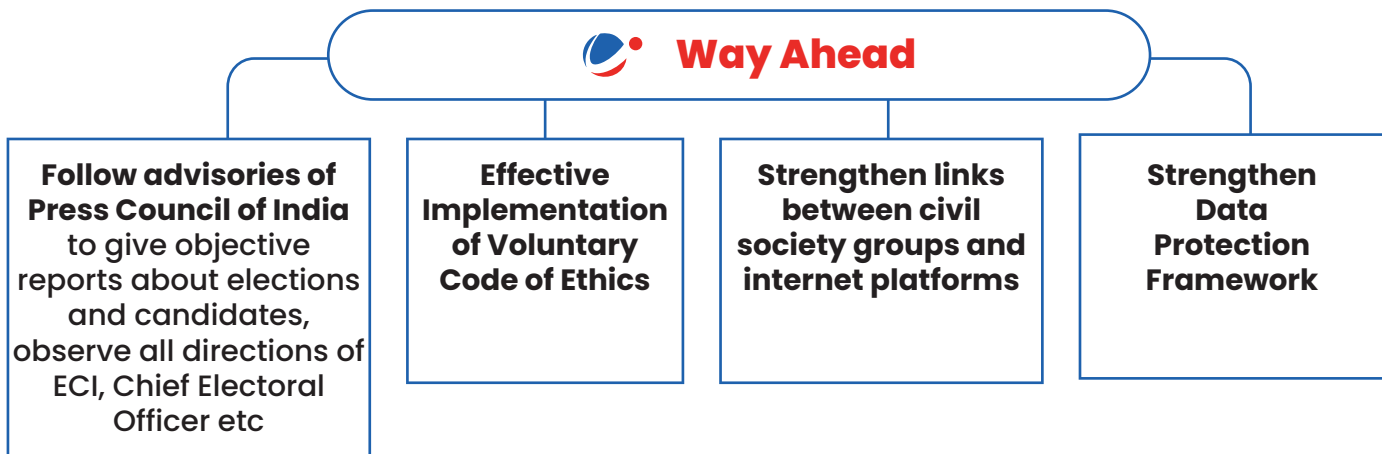 Way Ahead
Follow advisories of
Press Council of India
to give objective
reports about elections
and candidates,
observe all directions of
ECI, Chief Electoral
Officer etc
Effective
Implementation
of Voluntary
Code of Ethics
Strengthen links
between civil
society groups and
internet platforms
Strengthen
Data
Protection
Framework